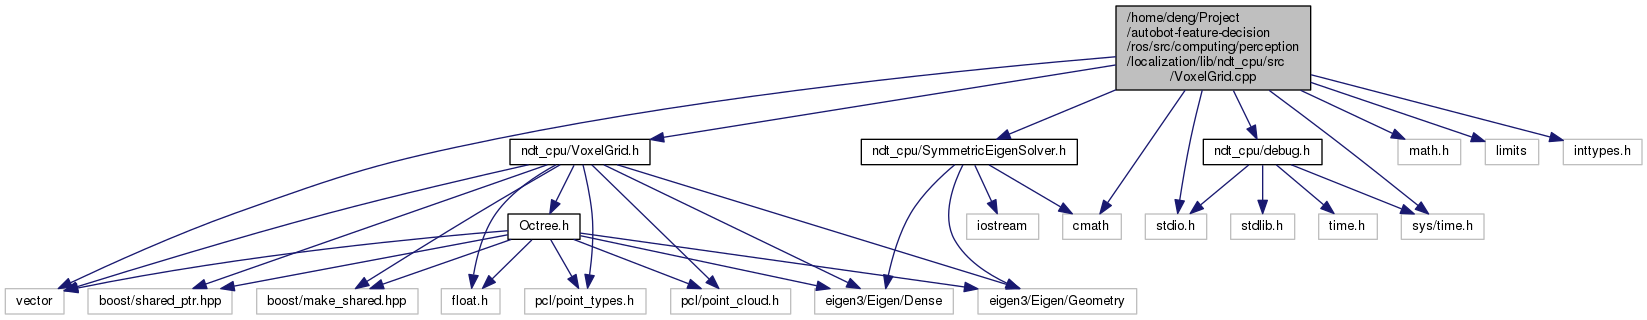 /home/deng/Project
/autobot-feature-decision
/ros/src/computing/perception
/localization/lib/ndt_cpu/src
/VoxelGrid.cpp
ndt_cpu/VoxelGrid.h
ndt_cpu/SymmetricEigenSolver.h
ndt_cpu/debug.h
math.h
limits
inttypes.h
Octree.h
iostream
cmath
stdio.h
stdlib.h
time.h
sys/time.h
vector
boost/shared_ptr.hpp
boost/make_shared.hpp
float.h
pcl/point_types.h
pcl/point_cloud.h
eigen3/Eigen/Dense
eigen3/Eigen/Geometry